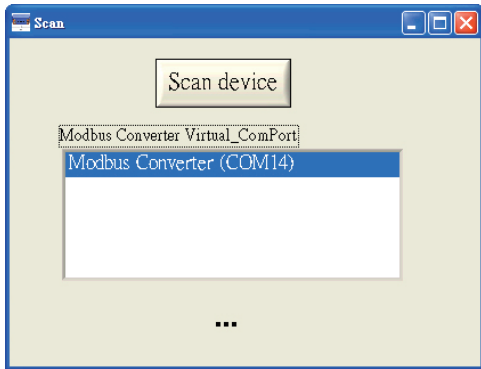 Scan
Scan device
Modbus Converter Virtual_ComPort
Modbus Converter (COM14)
...